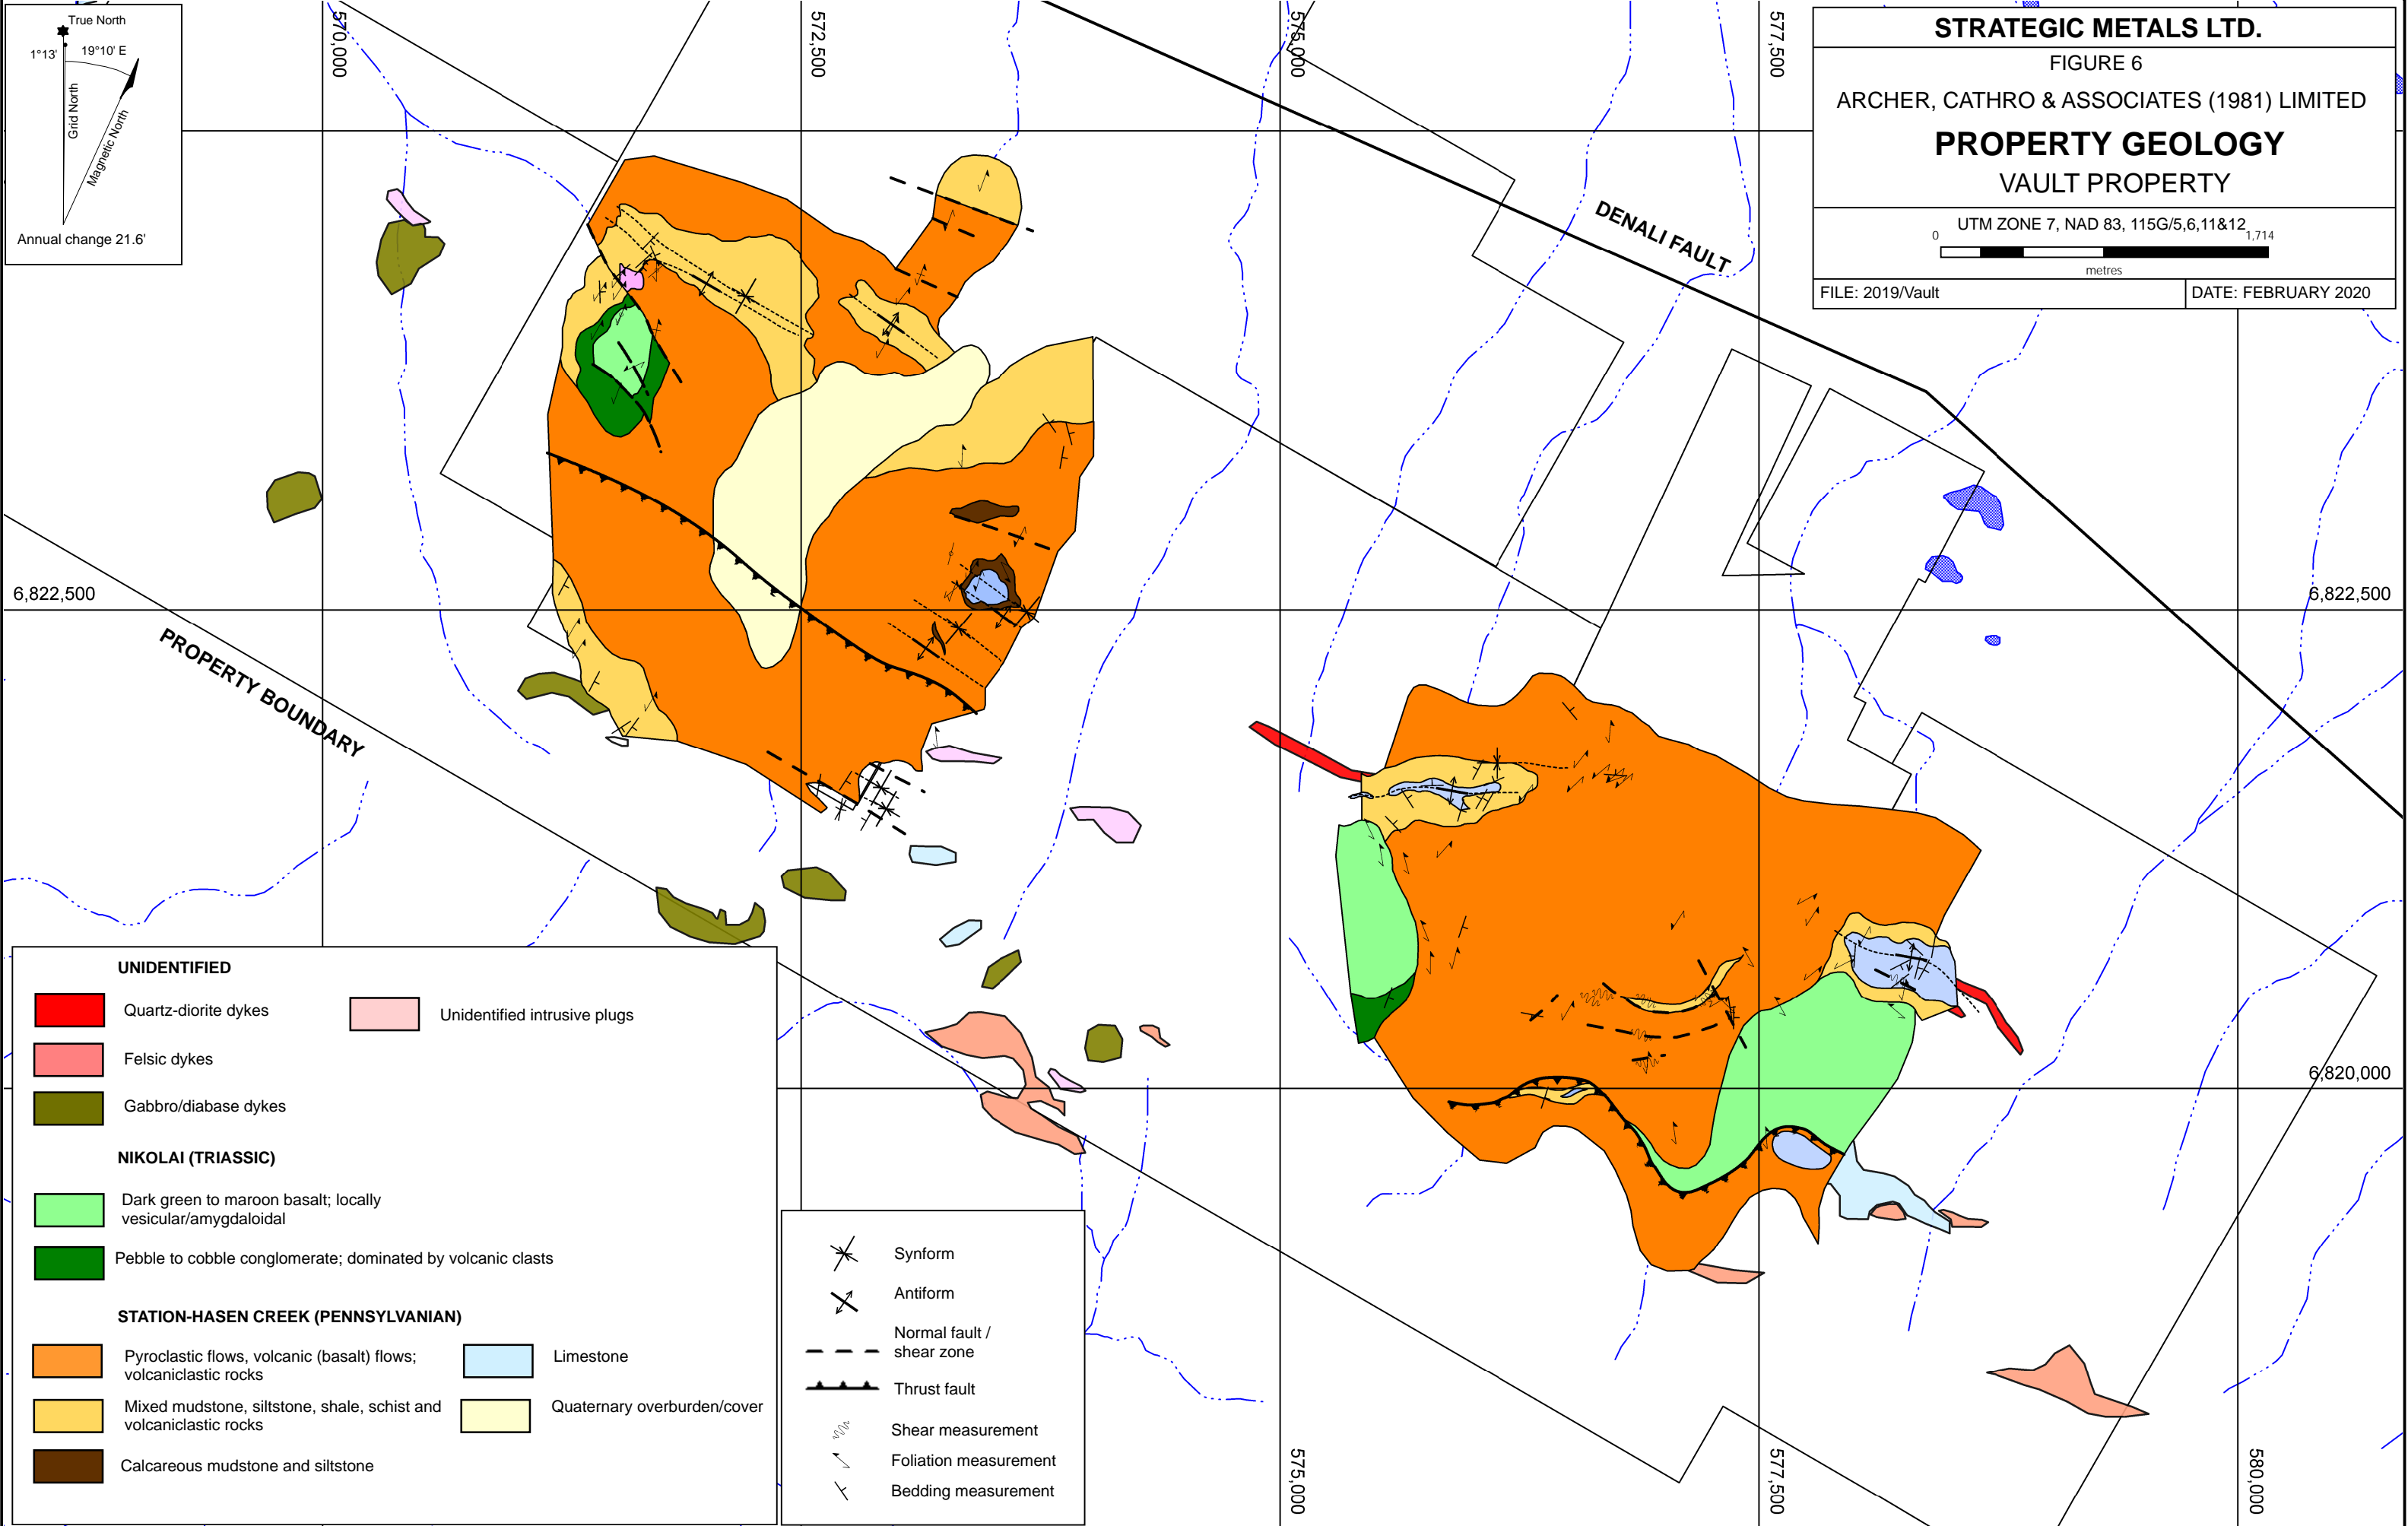 True North
1°13'
19°10' E
Grid North
Magnetic North
Annual change 21.6'
570,000
572,500
575,000
577,500
STRATEGIC METALS LTD.
FIGURE 6
ARCHER, CATHRO & ASSOCIATES (1981) LIMITED
PROPERTY GEOLOGY
VAULT PROPERTY
UTM ZONE 7, NAD 83, 115G/5,6,11&12
0 1,714
metres
FILE: 2019/Vault
DATE: FEBRUARY 2020
DENALI FAULT
6,822,500
6,822,500
PROPERTY BOUNDARY
6,820,000
UNIDENTIFIED
Quartz-diorite dykes
Unidentified intrusive plugs
Felsic dykes
Gabbro/diabase dykes
NIKOLAI (TRIASSIC)
Dark green to maroon basalt; locally
vesicular/amygdaloidal
Pebble to cobble conglomerate; dominated by volcanic clasts
STATION-HASEN CREEK (PENNSYLVANIAN)
Pyroclastic flows, volcanic (basalt) flows;
volcaniclastic rocks
Limestone
Mixed mudstone, siltstone, shale, schist and
volcaniclastic rocks
Quaternary overburden/cover
Calcareous mudstone and siltstone
Synform
Antiform
Normal fault /
shear zone
Thrust fault
Shear measurement
Foliation measurement
Bedding measurement
575,000
577,500
580,000